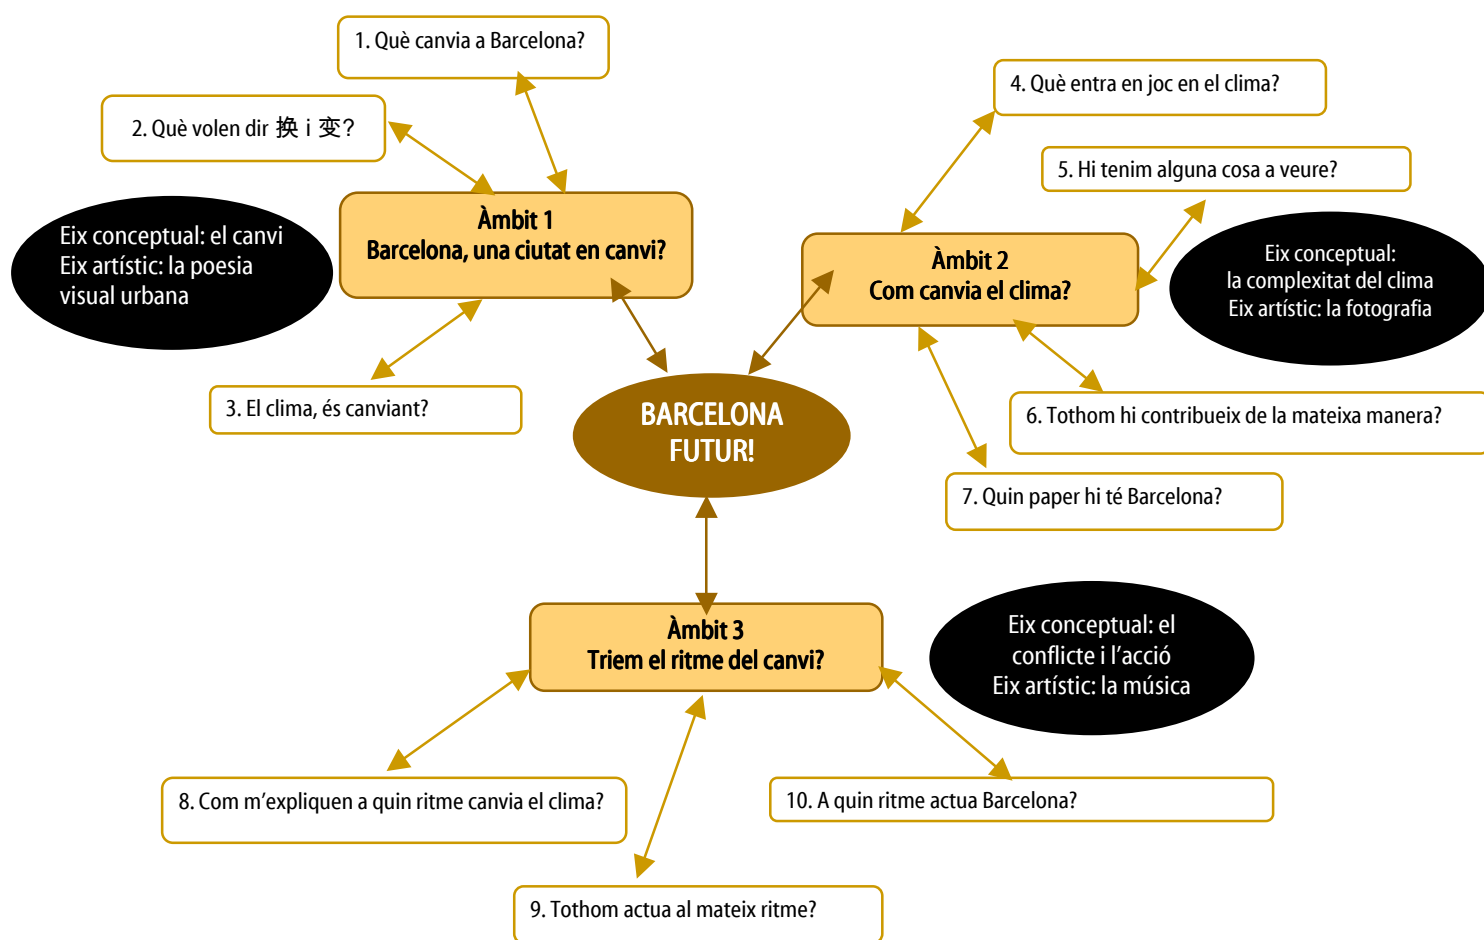 1. Què canvia a Barcelona?
2. Què volen dir 换 i 变?
Àmbit 1
Barcelona, una ciutat en canvi?
Eix conceptual: el canvi
Eix artístic: la poesia
visual urbana
3. El clima, és canviant?
4. Què entra en joc en el clima?
5. Hi tenim alguna cosa a veure?
Àmbit 2
Com canvia el clima?
Eix conceptual:
la complexitat del clima
Eix artístic: la fotografia
6. Tothom hi contribueix de la mateixa manera?
7. Quin paper hi té Barcelona?
BARCELONA
FUTUR!
Àmbit 3
Triem el ritme del canvi?
Eix conceptual: el
conflicte i l’acció
Eix artístic: la música
8. Com m’expliquen a quin ritme canvia el clima?
9. Tothom actua al mateix ritme?
10. A quin ritme actua Barcelona?